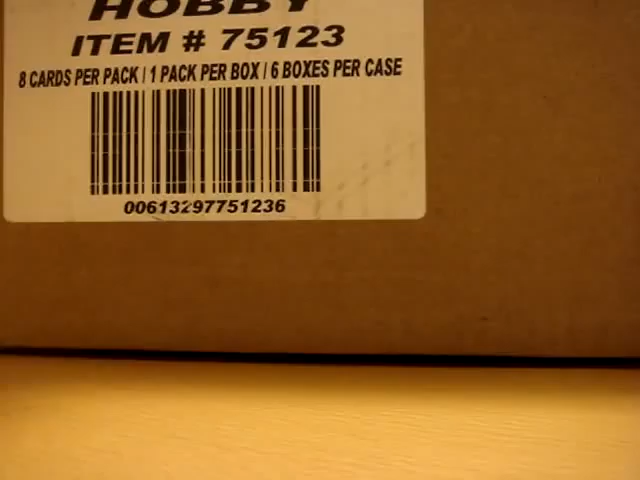 HOBBY
ITEM # 75123
8 CARDS PER PACK / 1 PACK PER BOX / 6 BOXES PER CASE
00613297751236